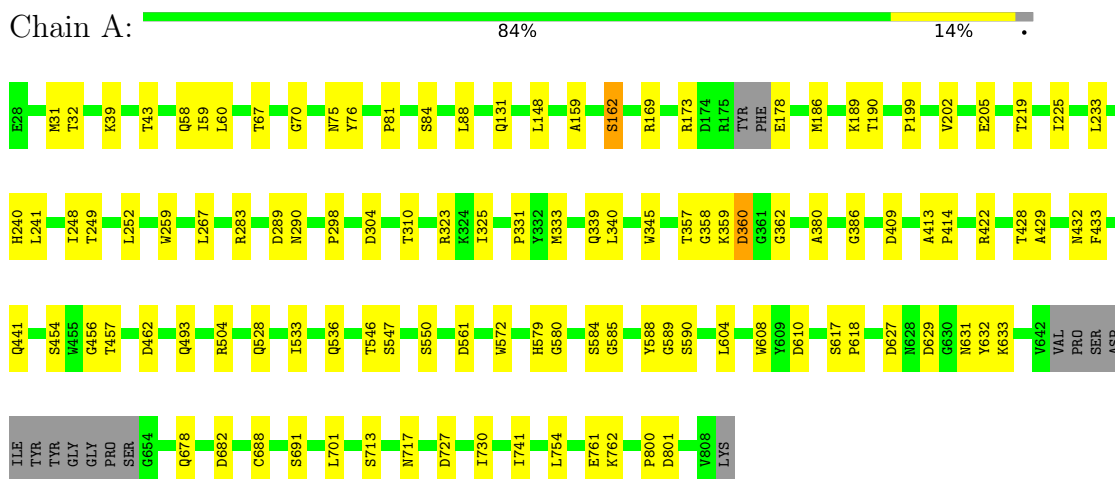 Chain A:
84% 14% •
E28 M31 T32 K39 T43 Q58 I59 L60 T67 G70 N75 Y76 P81 S84 L88 Q131 L148 A159 S162 R169 R173 D174 R175 TYR PHE E178 M186 K189 T190 P199 V202 E205 T219 I225 L233
H240 L241 I248 T249 L252 W259 L267 R283 D289 N290 P298 D304 T310 R323 K324 I325 P331 Y332 M333 Q339 L340 W345 T357 G358 K359 D360 G361 G362 A380 G386 D409 A413 P414 R422 T428 A429 N432 F433
Q441 S454 W455 G456 T457 D462 Q493 R504 Q528 I533 Q536 T546 S547 S550 D561 W572 H579 G580 S584 G585 Y588 G589 S590 L604 W608 Y609 D610 S617 P618 D627 N628 D629 G630 N631 Y632 K633 V642 VAL PRO SER ASP
ILE TYR TYR GLY GLY PRO SER G654 Q678 D682 C688 S691 L701 S713 N717 D727 I730 I741 L754 E761 K762 P800 D801 V808 LYS